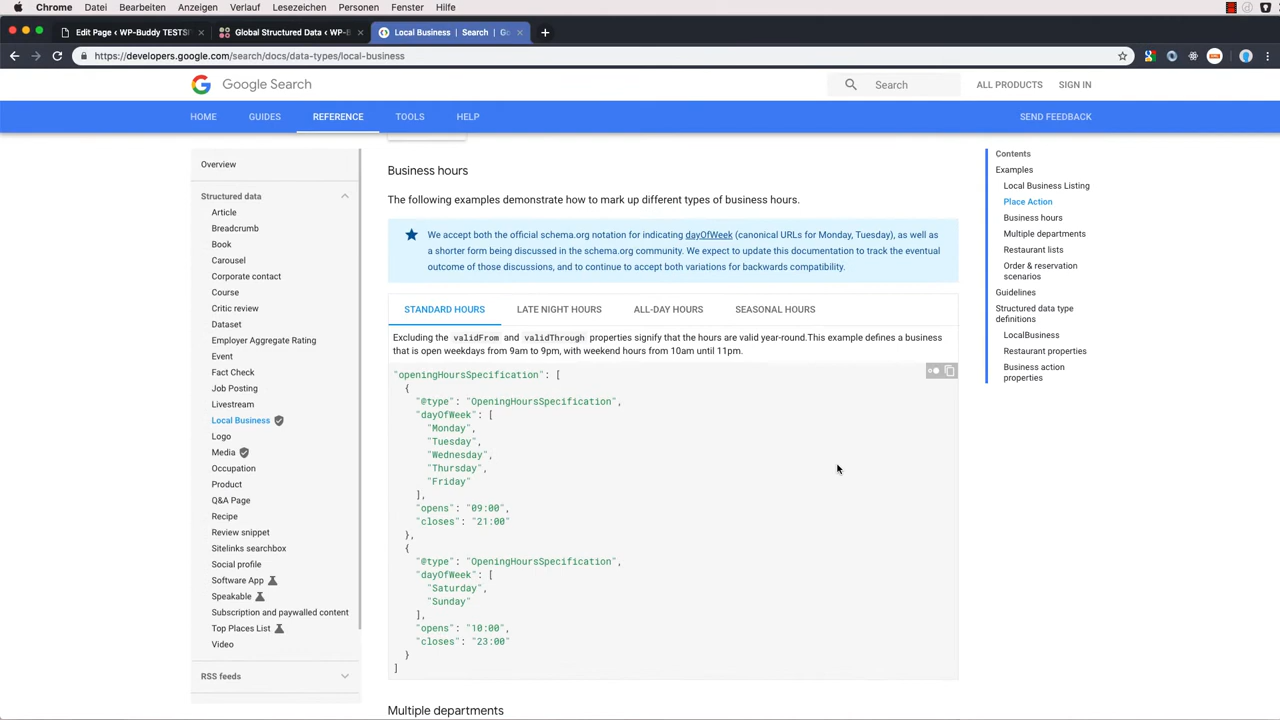 Chrome Datei Bearbeiten Anzeigen Verlauf Lesezeichen Personen Fenster Hilfe
Edit Page ‹ WP-Buddy TESTSI
Global Structured Data ‹ WP-B
Local Business | Search | Go
https://developers.google.com/search/docs/data-types/local-business
Google Search
Search
ALL PRODUCTS
SIGN IN
HOME GUIDES REFERENCE TOOLS HELP
SEND FEEDBACK
Overview
Structured data
Article
Breadcrumb
Book
Carousel
Corporate contact
Course
Critic review
Dataset
Employer Aggregate Rating
Event
Fact Check
Job Posting
Livestream
Local Business
Logo
Media
Occupation
Product
Q&A Page
Recipe
Review snippet
Sitelinks searchbox
Social profile
Software App
Speakable
Subscription and paywalled content
Top Places List
Video
RSS feeds
Business hours
The following examples demonstrate how to mark up different types of business hours.
We accept both the official schema.org notation for indicating dayOfWeek (canonical URLs for Monday, Tuesday), as well as
a shorter form being discussed in the schema.org community. We expect to update this documentation to track the eventual
outcome of those discussions, and to continue to accept both variations for backwards compatibility.
STANDARD HOURS LATE NIGHT HOURS ALL-DAY HOURS SEASONAL HOURS
Excluding the validFrom and validThrough properties signify that the hours are valid year-round.This example defines a business
that is open weekdays from 9am to 9pm, with weekend hours from 10am until 11pm.
"openingHoursSpecification": [
{
"@type": "OpeningHoursSpecification",
"dayOfWeek": [
"Monday",
"Tuesday",
"Wednesday",
"Thursday",
"Friday"
],
"opens": "09:00",
"closes": "21:00"
},
{
"@type": "OpeningHoursSpecification",
"dayOfWeek": [
"Saturday",
"Sunday"
],
"opens": "10:00",
"closes": "23:00"
}
]
Multiple departments
Contents
Examples
Local Business Listing
Place Action
Business hours
Multiple departments
Restaurant lists
Order & reservation
scenarios
Guidelines
Structured data type
definitions
LocalBusiness
Restaurant properties
Business action
properties